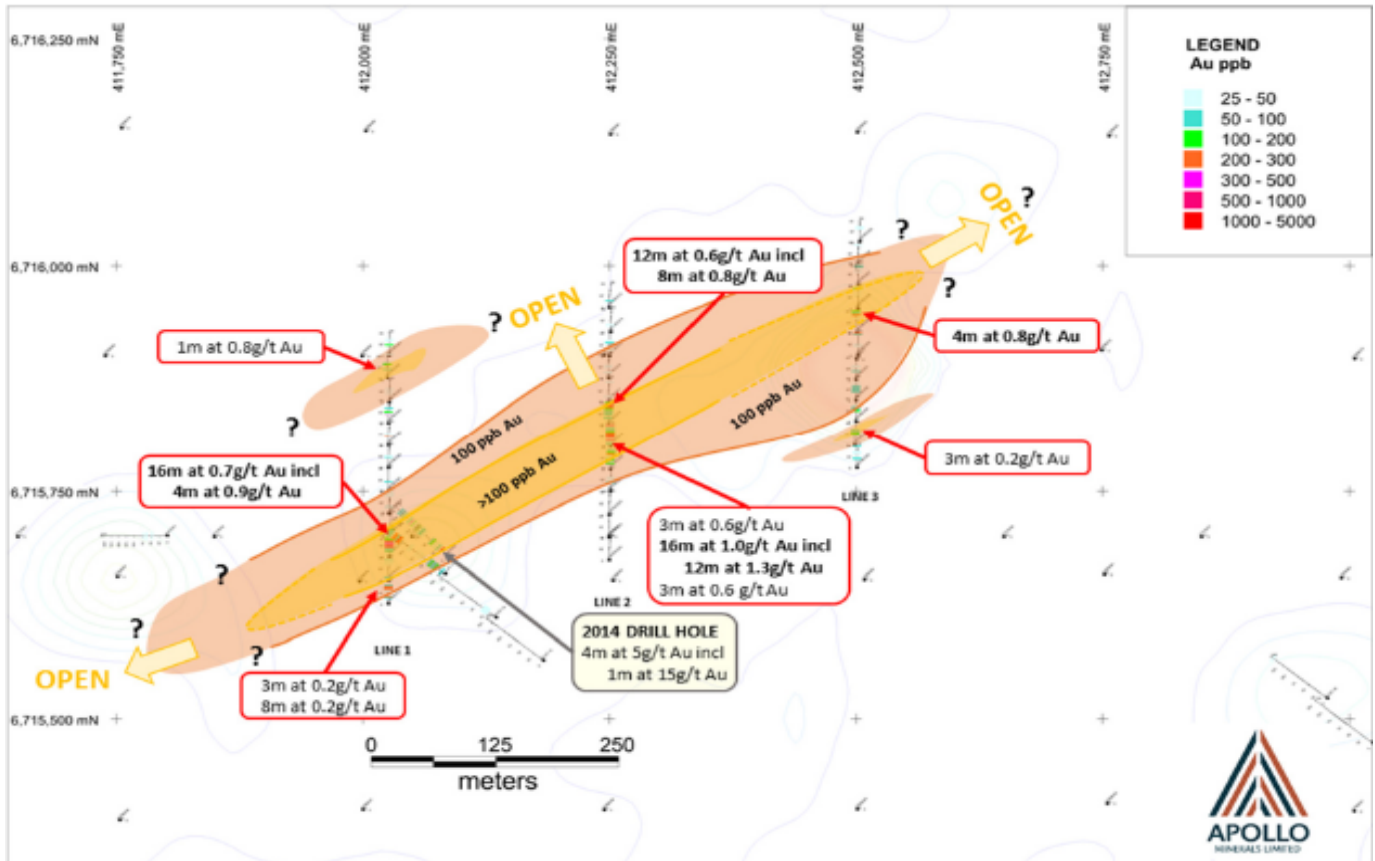 411,750 mE
412,000 mE
412,250 mE
412,500 mE
412,750 mE
6,716,250 mN
LEGEND
Au ppb
25 - 50
50 - 100
100 - 200
200 - 300
300 - 500
500 - 1000
1000 - 5000
?
OPEN
?
12m at 0.6g/t Au incl
8m at 0.8g/t Au
6,716,000 mN
?
OPEN
?
1m at 0.8g/t Au
4m at 0.8g/t Au
?
100 ppb Au
100 ppb Au
>100 ppb Au
16m at 0.7g/t Au incl
4m at 0.9g/t Au
3m at 0.2g/t Au
6,715,750 mN
LINE 3
3m at 0.6g/t Au
16m at 1.0g/t Au incl
12m at 1.3g/t Au
3m at 0.6 g/t Au
?
LINE 2
?
?
LINE 1
2014 DRILL HOLE
4m at 5g/t Au incl
1m at 15g/t Au
OPEN
3m at 0.2g/t Au
8m at 0.2g/t Au
6,715,500 mN
0 125 250
meters
APOLLO
MINERALS LIMITED